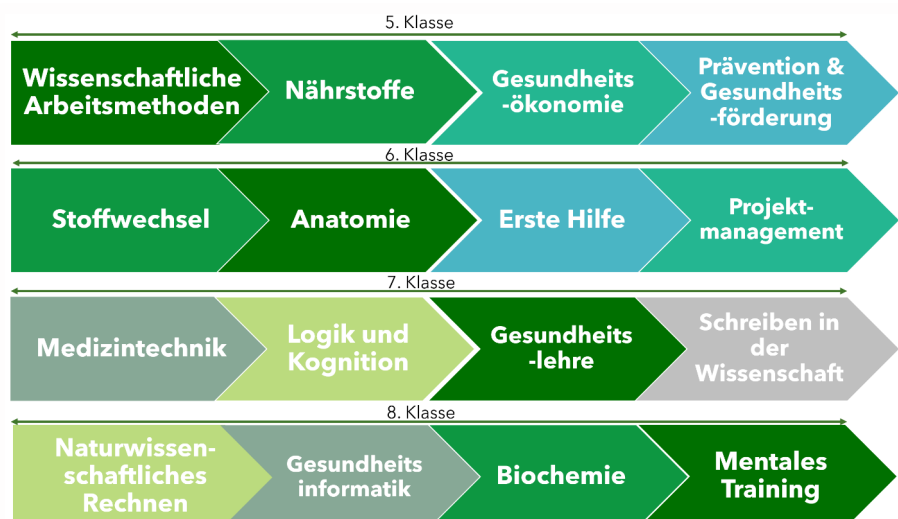 5. Klasse
Wissenschaftliche
Arbeitsmethoden
Nährstoffe
Gesundheits
-ökonomie
Prävention &
Gesundheits
-förderung
6. Klasse
Stoffwechsel
Anatomie
Erste Hilfe
Projekt-
management
7. Klasse
Medizintechnik
Logik und
Kognition
Gesundheits
-lehre
Schreiben in
der
Wissenschaft
8. Klasse
Naturwissen-
schaftliches
Rechnen
Gesundheits
informatik
Biochemie
Mentales
Training